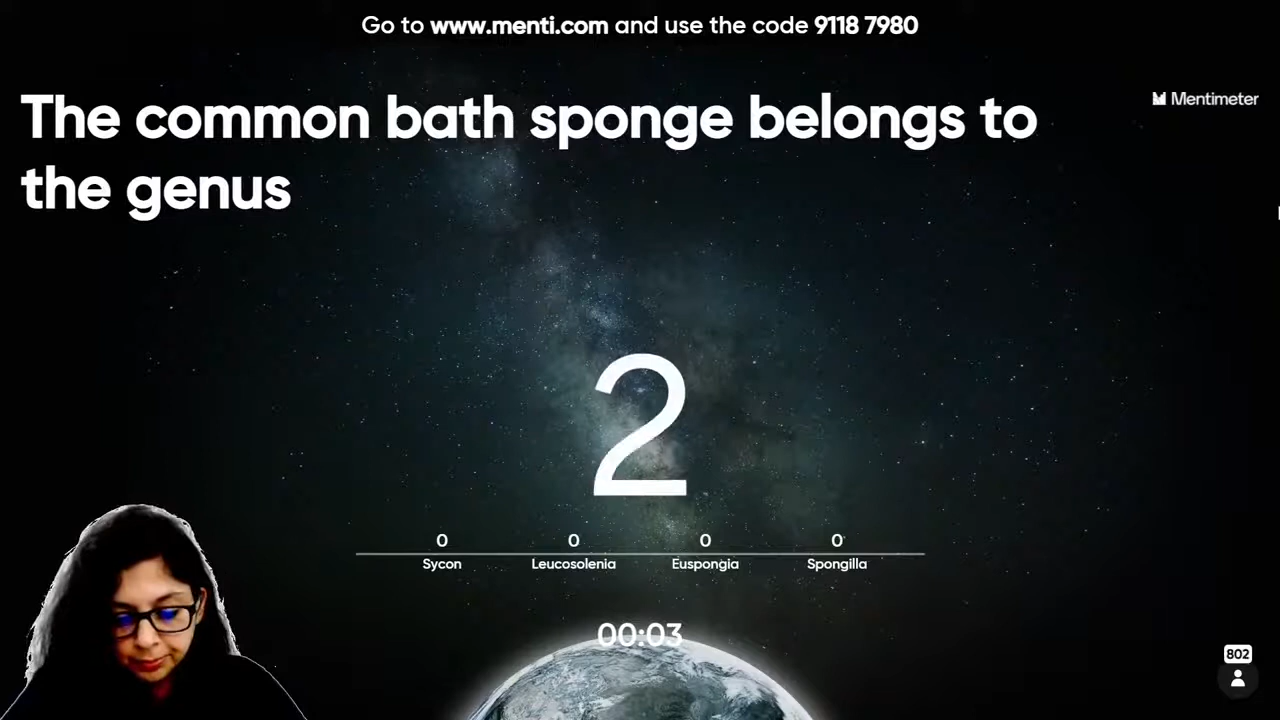 Go to www.menti.com and use the code 9118 7980
The common bath sponge belongs to
the genus
Mentimeter
2
0 0 0 0
Sycon Leucosolenia Euspongia Spongilla
00:03
802